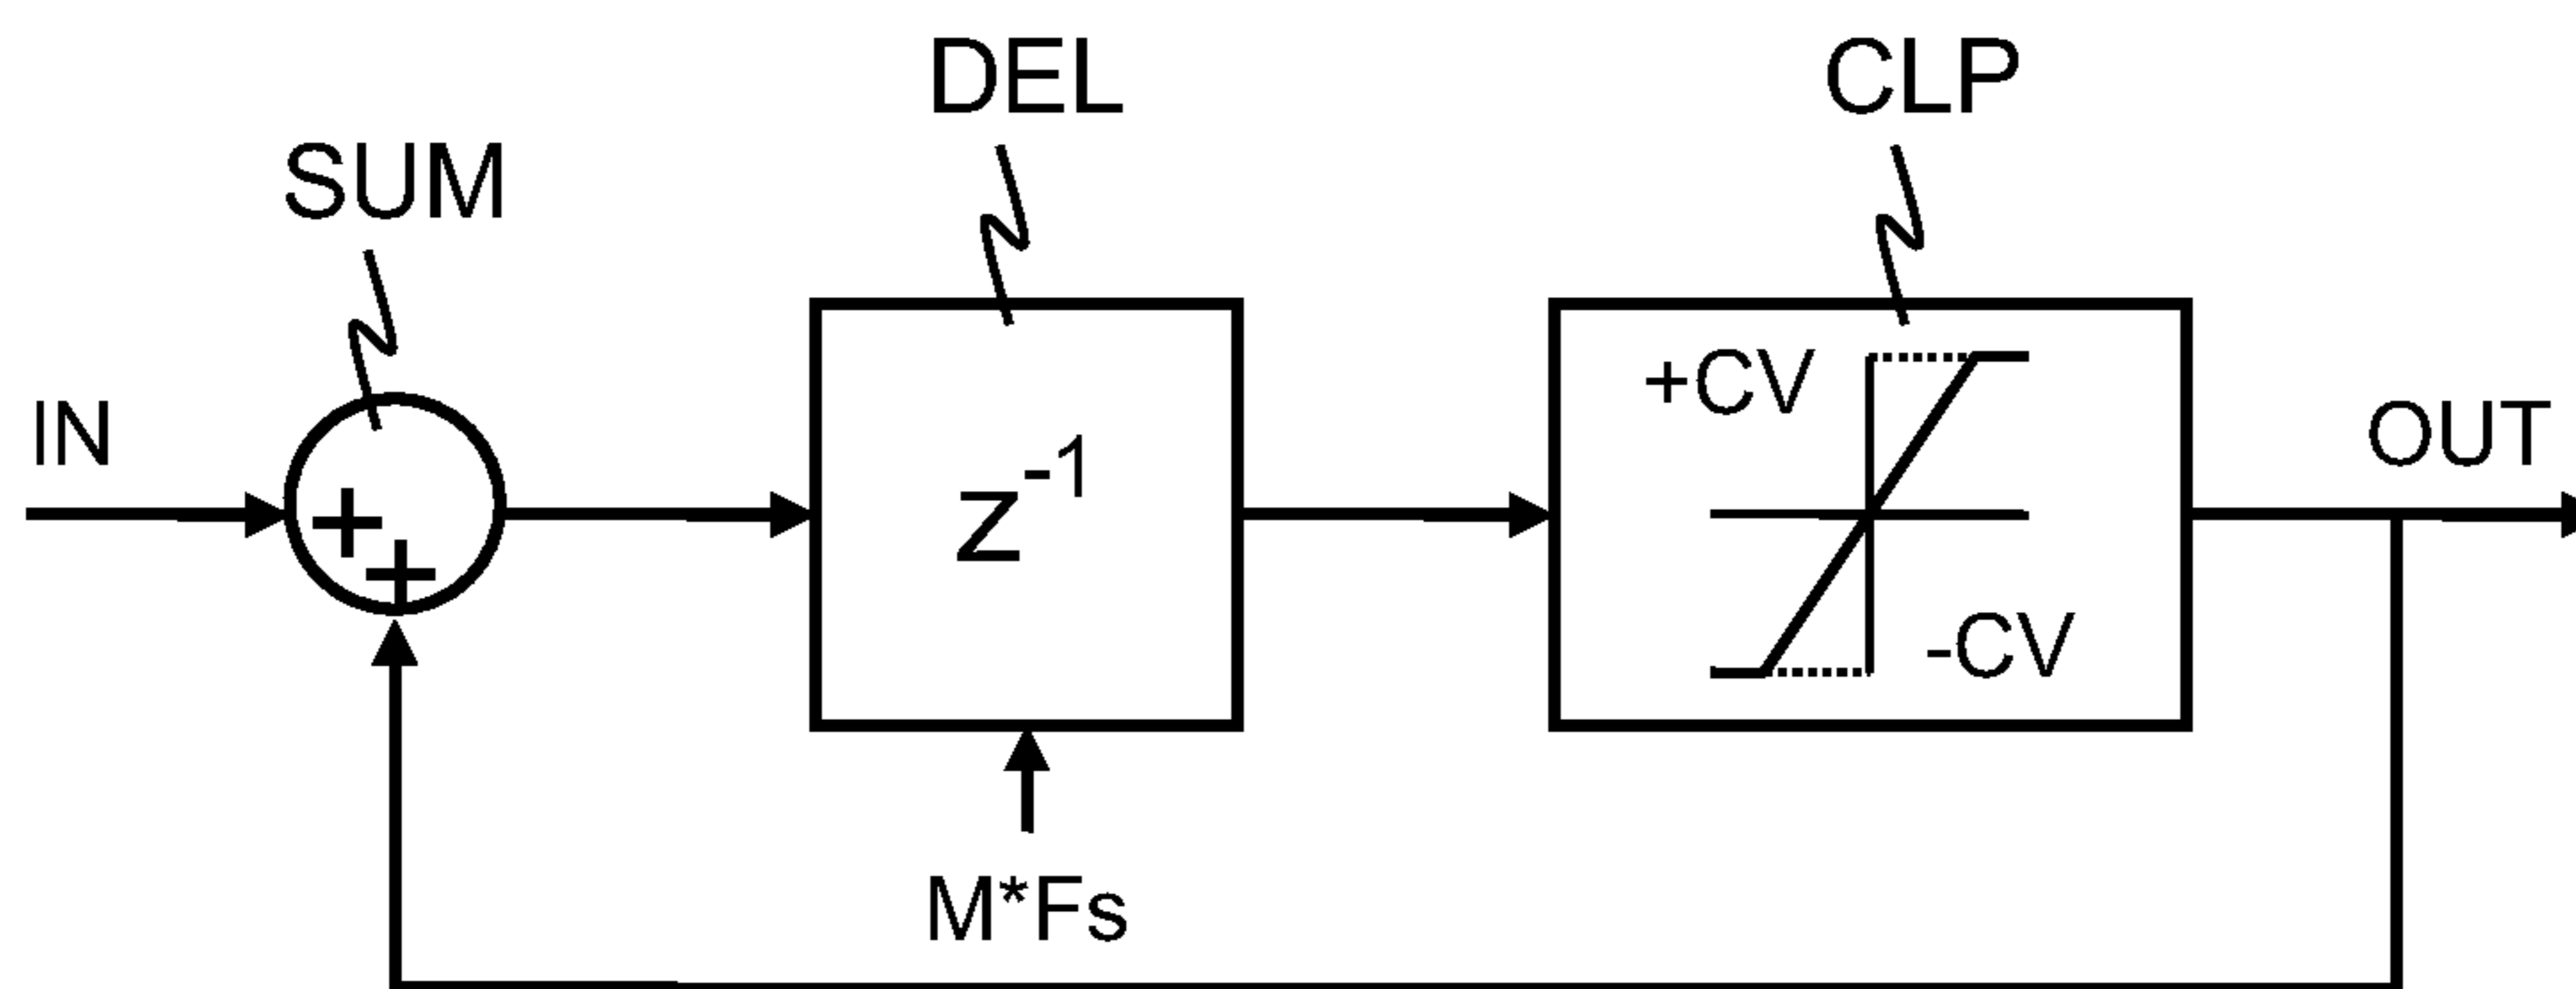 DEL
CLP
SUM
+CV
IN
OUT
z-1
++
-CV
M*Fs